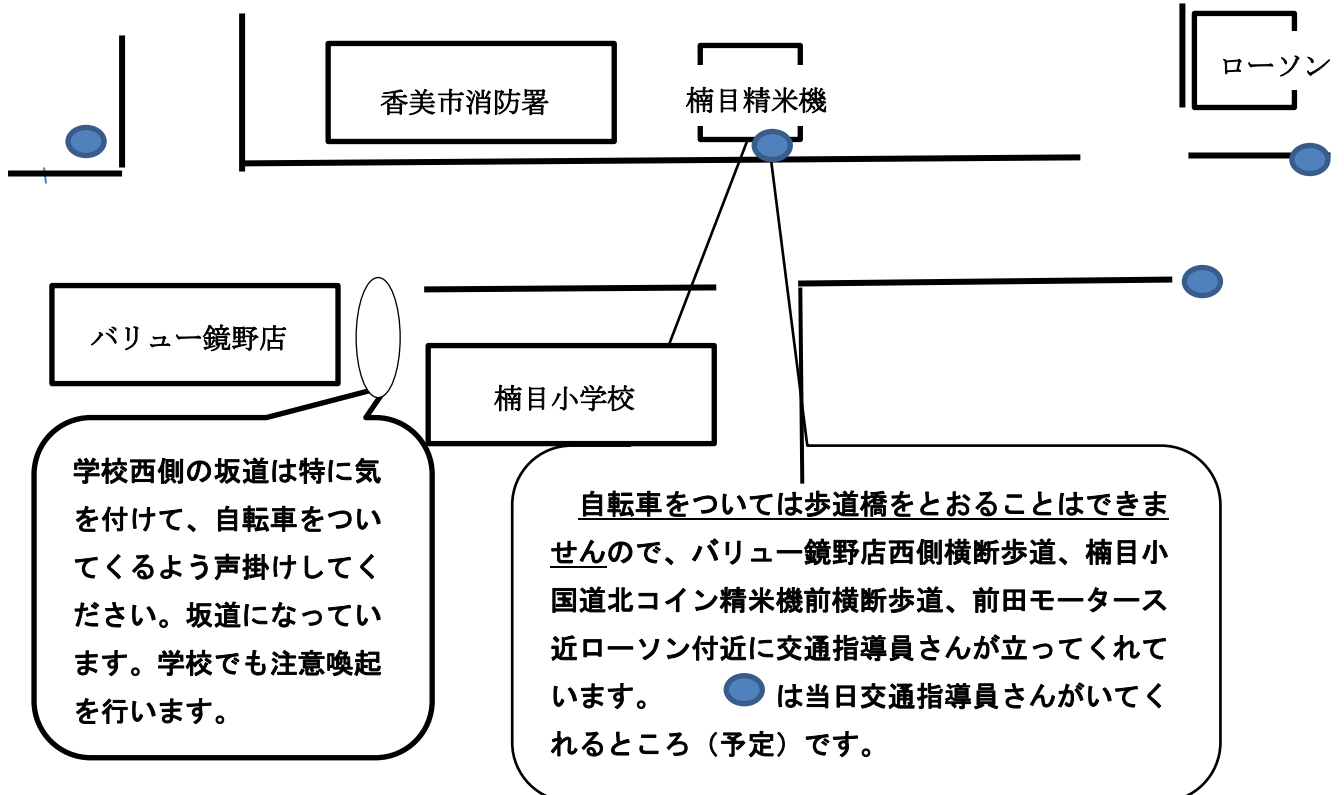 香美市消防署
楠目精米機
ローソン
バリュー鏡野店
楠目小学校
学校西側の坂道は特に気
を付けて、自転車をつい
てくるよう声掛けしてく
ださい。坂道になってい
ます。学校でも注意喚起
を行います。
自転車をついては歩道橋をとおることはできま
せんので、バリュー鏡野店西側横断歩道、楠目小
国道北コイン精米機前横断歩道、前田モータース
近ローソン付近に交通指導員さんが立ってくれて
います。 は当日交通指導員さんがいてく
れるところ（予定）です。